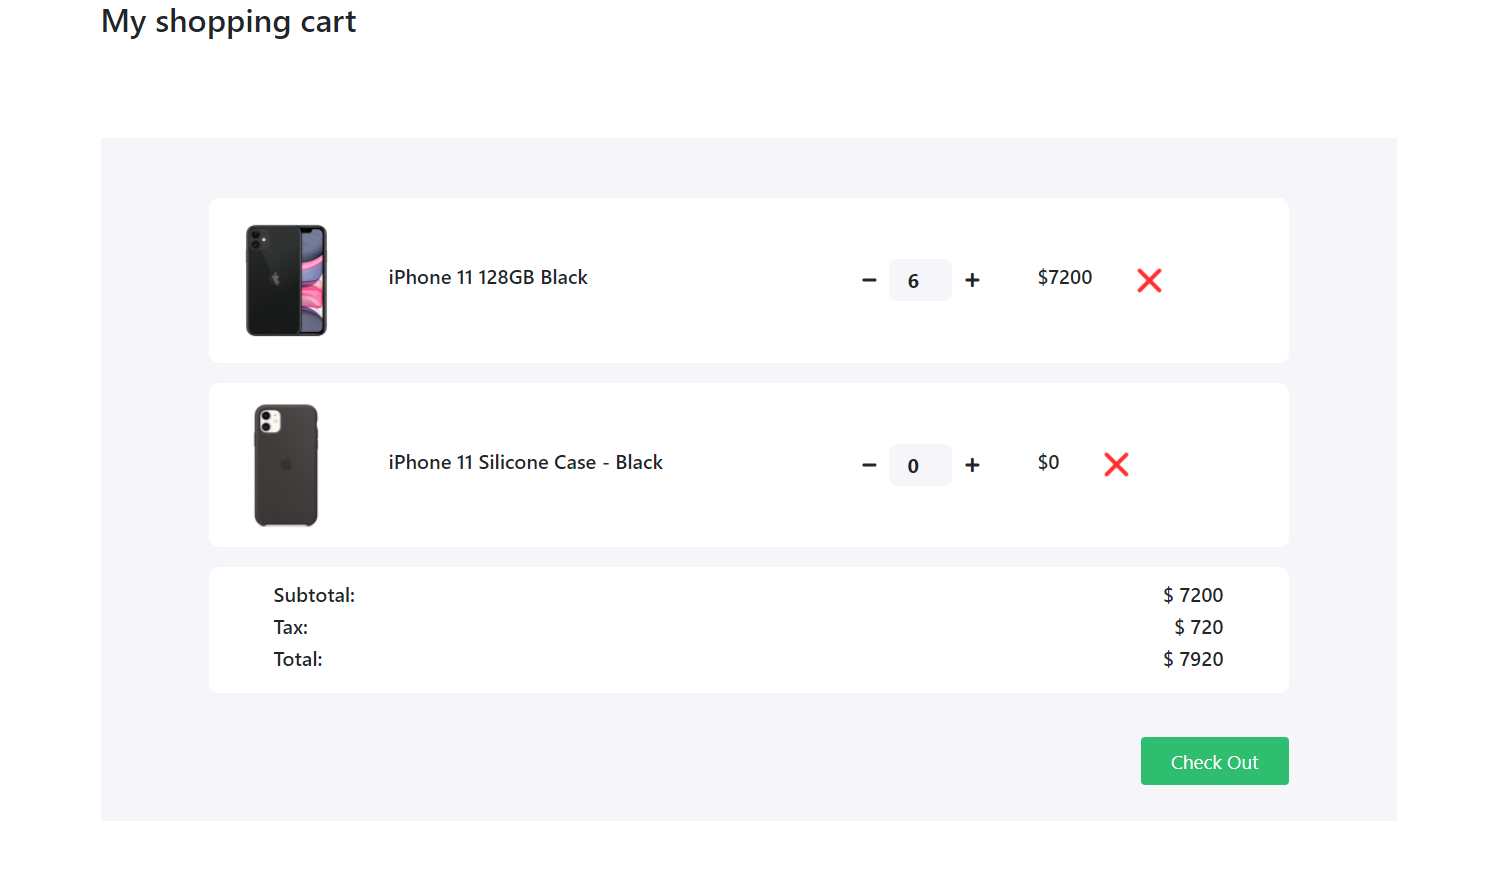 My shopping cart
iPhone 11 128GB Black
− 6 + $7200
iPhone 11 Silicone Case - Black
− 0 + $0
Subtotal: $ 7200
Tax: $ 720
Total: $ 7920
Check Out